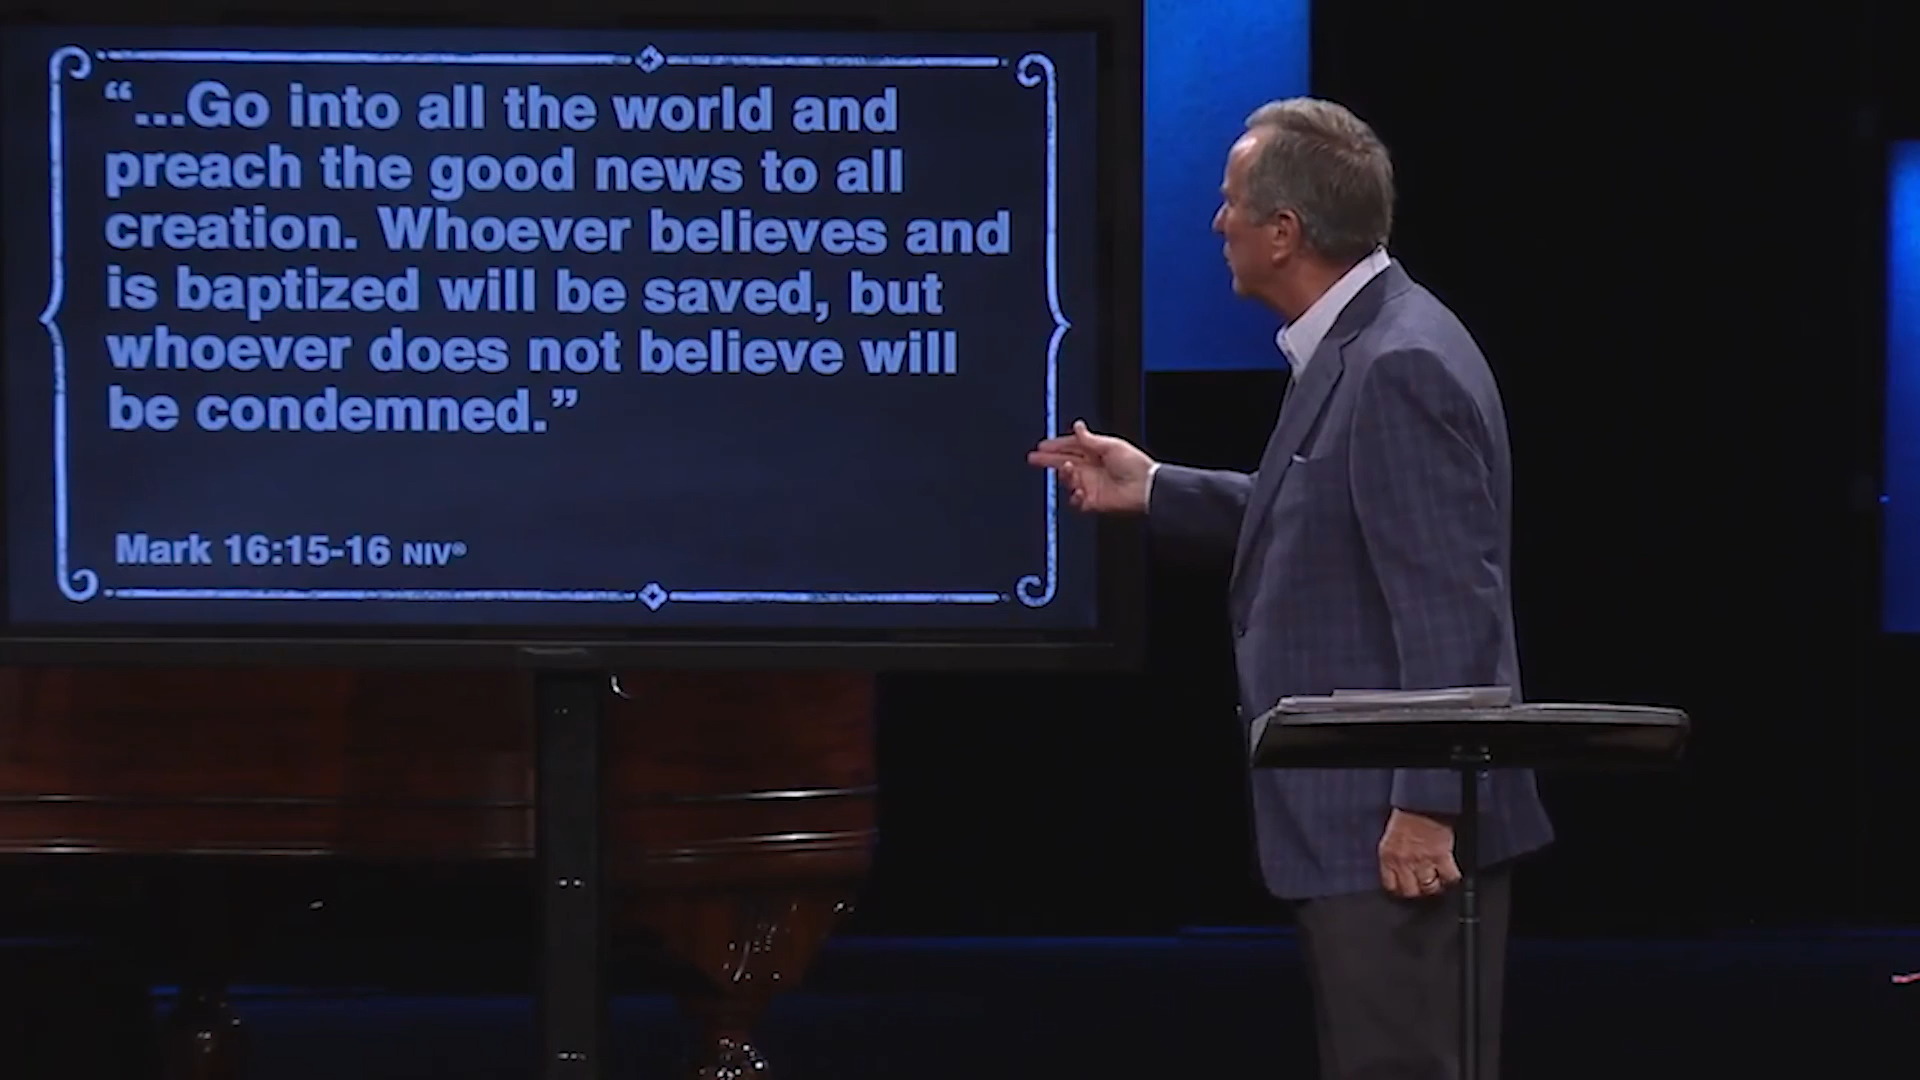 “...Go into all the world and
preach the good news to all
creation. Whoever believes and
is baptized will be saved, but
whoever does not believe will
be condemned.”
Mark 16:15-16 NIV®